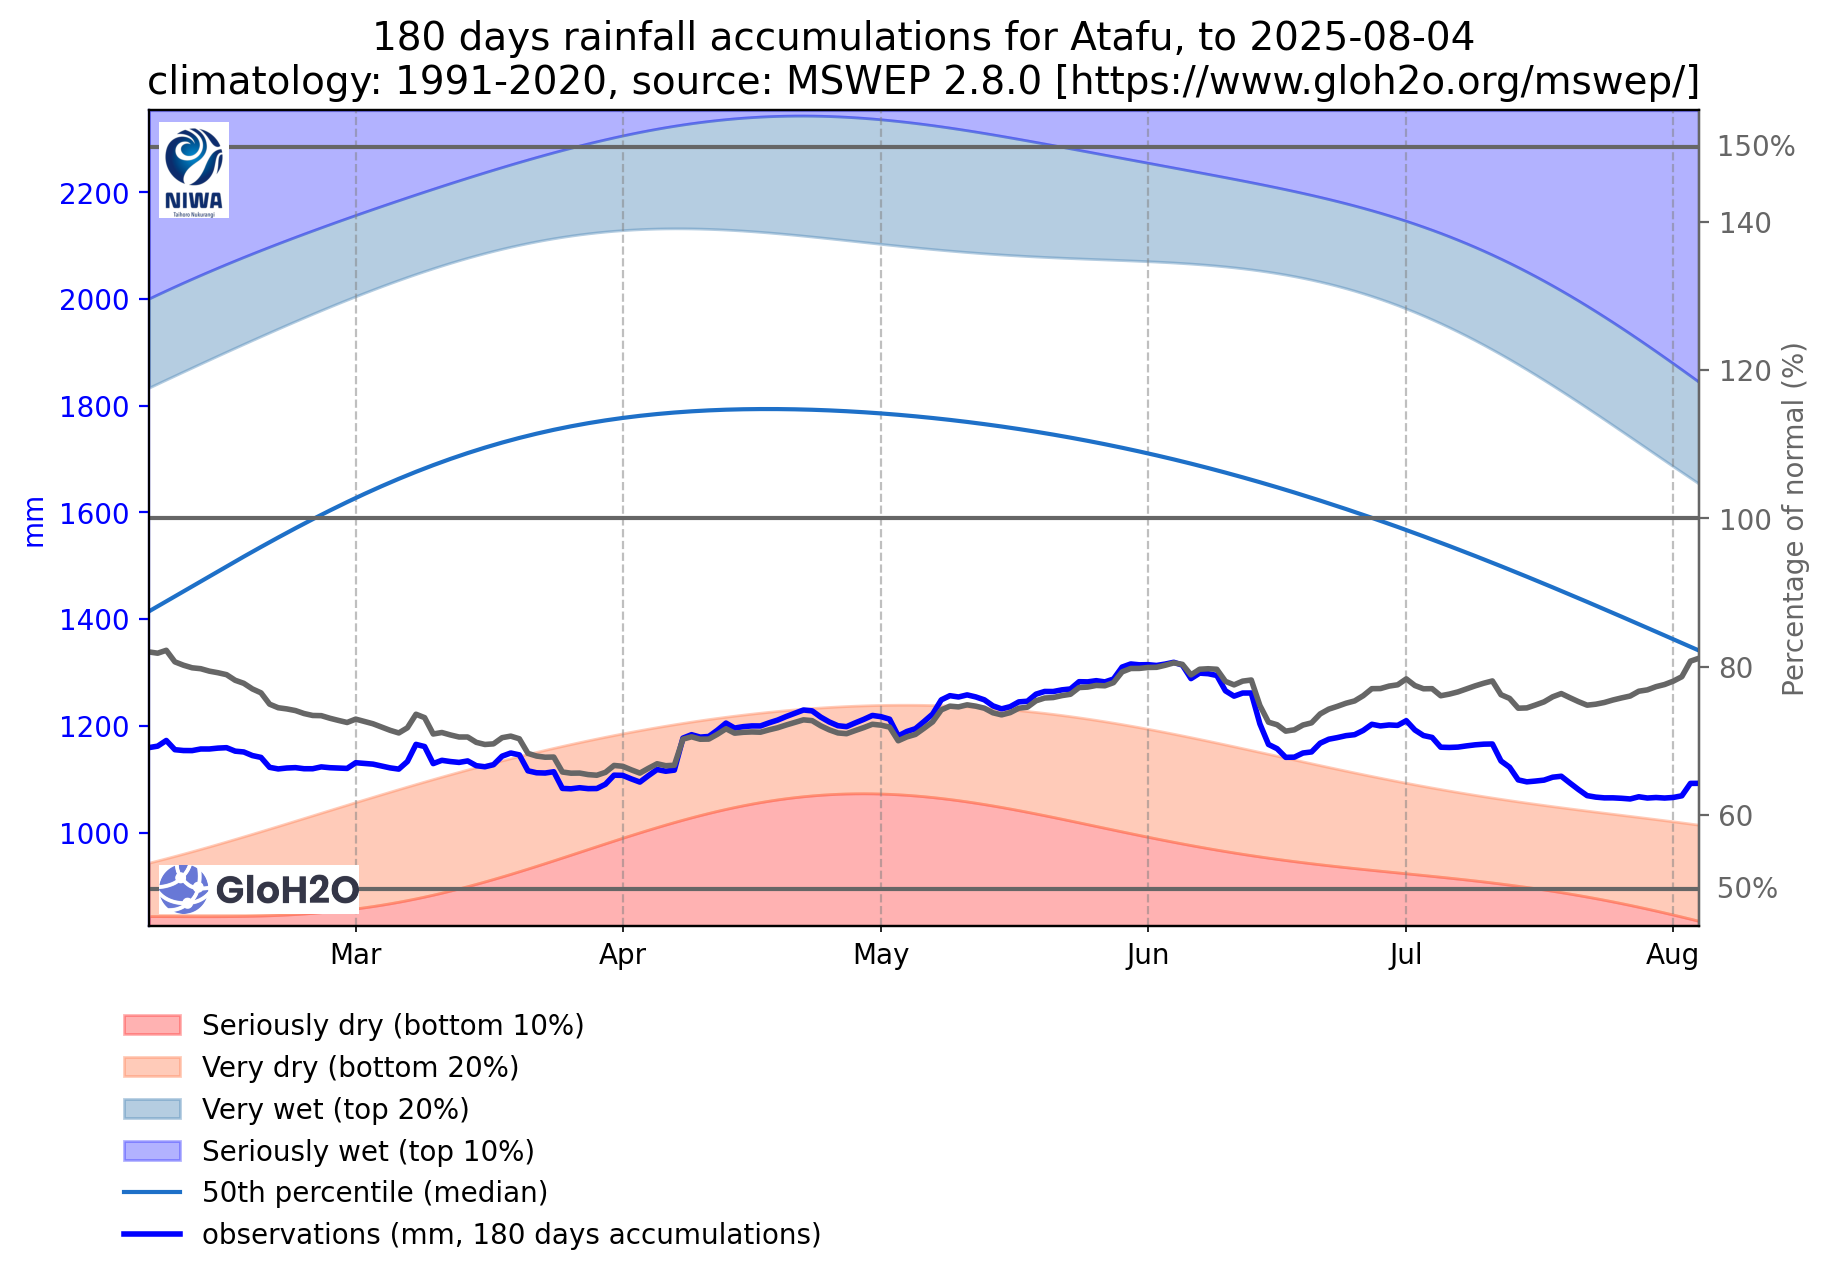 180 days rainfall accumulations for Atafu, to 2025-08-04
climatology: 1991-2020, source: MSWEP 2.8.0 [https://www.gloh2o.org/mswep/]
NIWA
Taihoro Nukurangi
150%
2200
140
2000
120
1800
mm
1600
100
Percentage of normal (%)
1400
80
1200
60
1000
GloH2O
50%
Mar
Apr
May
Jun
Jul
Aug
Seriously dry (bottom 10%)
Very dry (bottom 20%)
Very wet (top 20%)
Seriously wet (top 10%)
50th percentile (median)
observations (mm, 180 days accumulations)